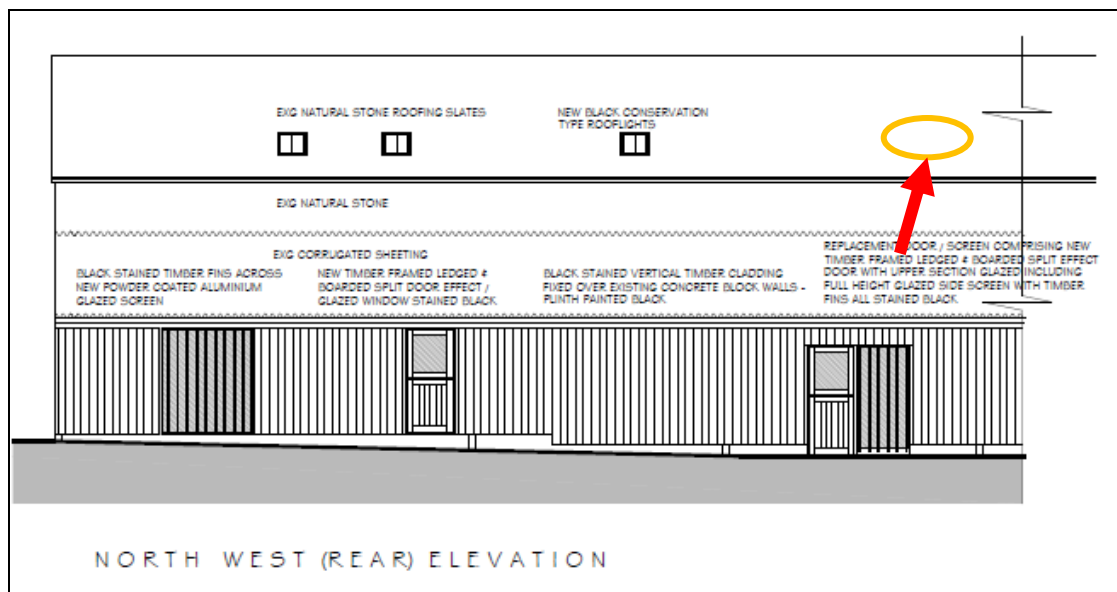 EXG NATURAL STONE ROOFING SLATES
NEW BLACK CONSERVATION
TYPE ROOFLIGHTS
EXG NATURAL STONE
EXG CORRUGATED SHEETING
BLACK STAINED TIMBER FINS ACROSS
NEW POWDER COATED ALUMINIUM
GLAZED SCREEN
NEW TIMBER FRAMED LEDGED &
BOARDED SPLIT DOOR EFFECT /
GLAZED WINDOW STAINED BLACK
BLACK STAINED VERTICAL TIMBER CLADDING
FIXED OVER EXISTING CONCRETE BLOCK WALLS -
PLINTH PAINTED BLACK
REPLACEMENT DOOR / SCREEN COMPRISING NEW
TIMBER FRAMED LEDGED & BOARDED SPLIT EFFECT
DOOR WITH UPPER SECTION GLAZED INCLUDING
FULL HEIGHT GLAZED SIDE SCREEN WITH TIMBER
FINS ALL STAINED BLACK.
NORTH WEST (REAR) ELEVATION